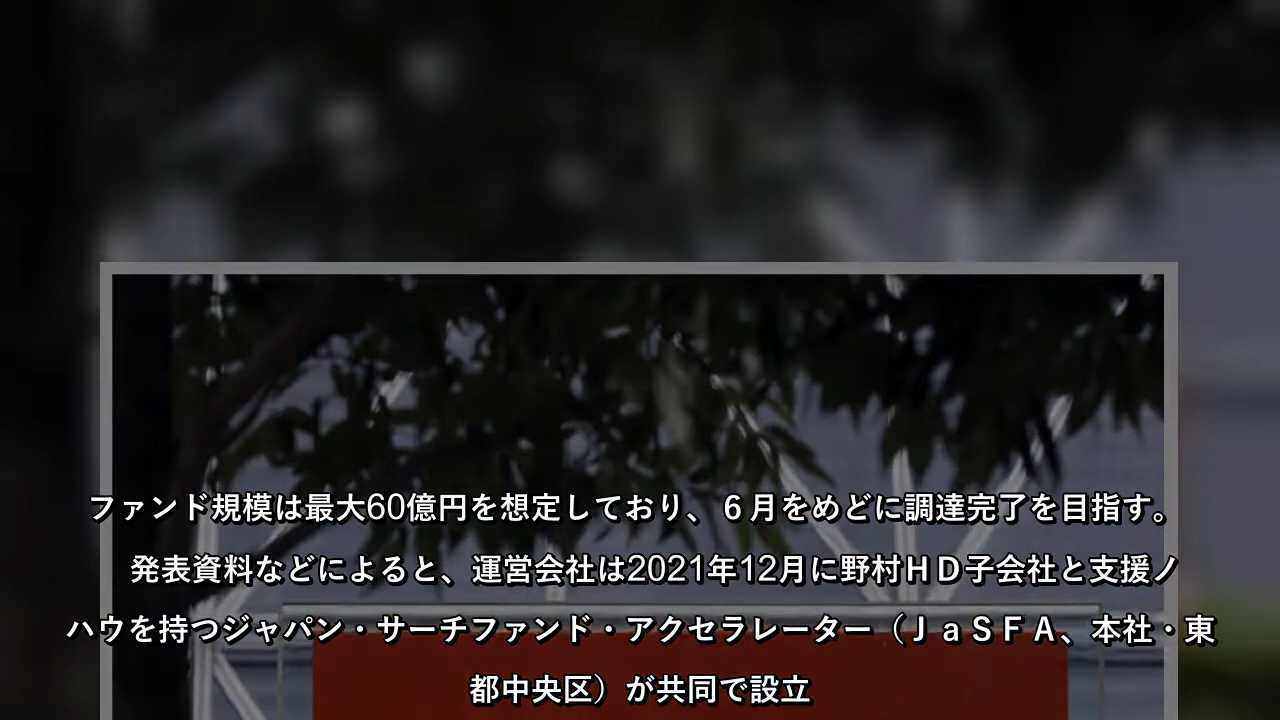 ファンド規模は最大60億円を想定しており、６月をめどに調達完了を目指す。
発表資料などによると、運営会社は2021年12月に野村ＨＤ子会社と支援ノ
ハウを持つジャパン・サーチファンド・アクセラレーター（ＪａＳＦＡ、本社・東
都中央区）が共同で設立